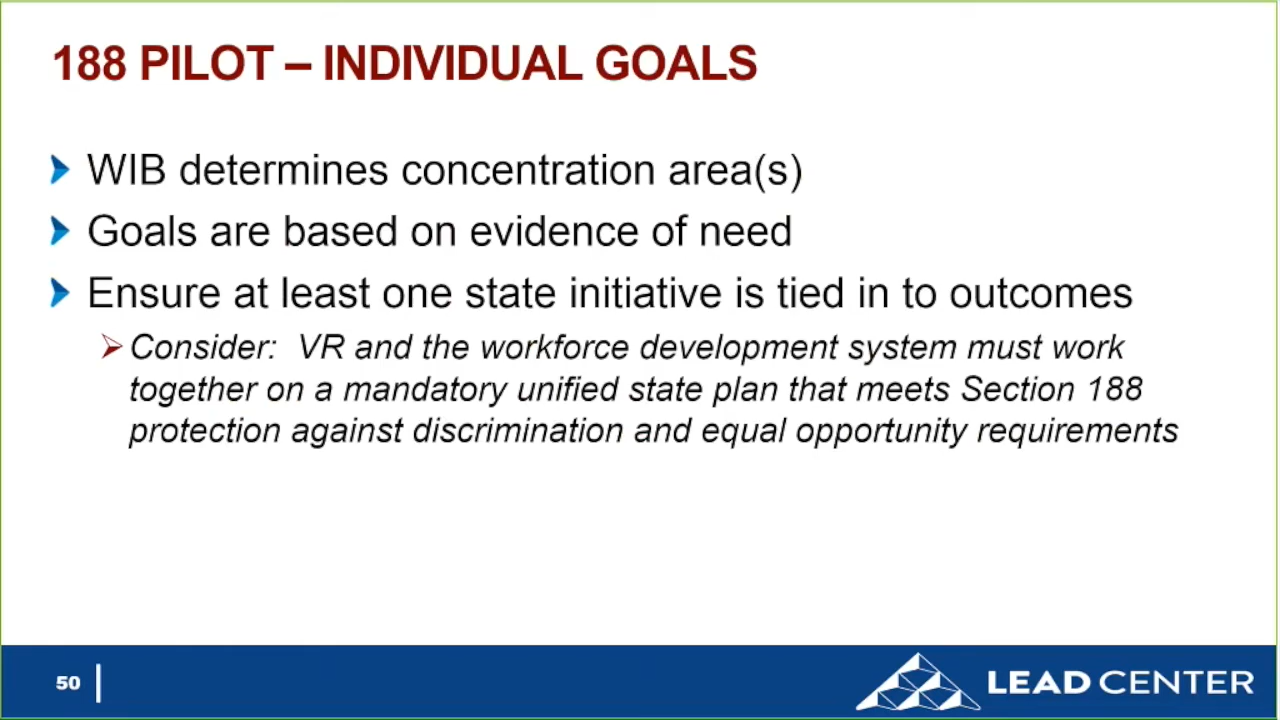 188 PILOT – INDIVIDUAL GOALS
WIB determines concentration area(s)
Goals are based on evidence of need
Ensure at least one state initiative is tied in to outcomes
Consider:  VR and the workforce development system must work
together on a mandatory unified state plan that meets Section 188
protection against discrimination and equal opportunity requirements
50
LEAD CENTER